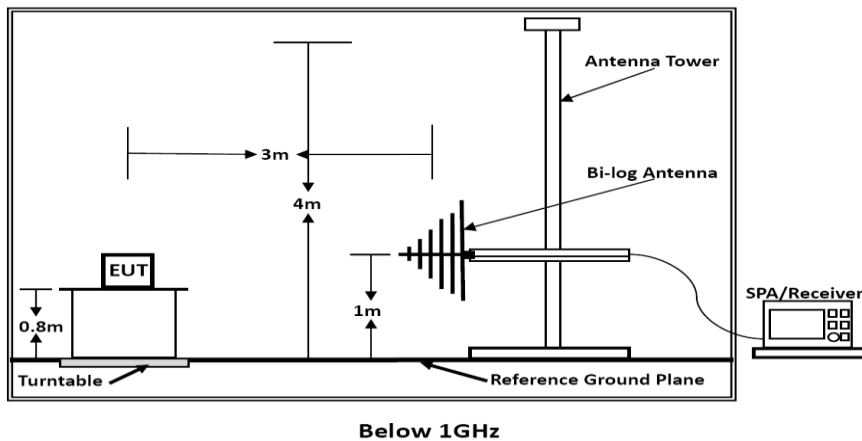 Antenna Tower
3m
Bi-log Antenna
4m
EUT
SPA/Receiver
0.8m
1m
Turntable
Reference Ground Plane
Below 1GHz